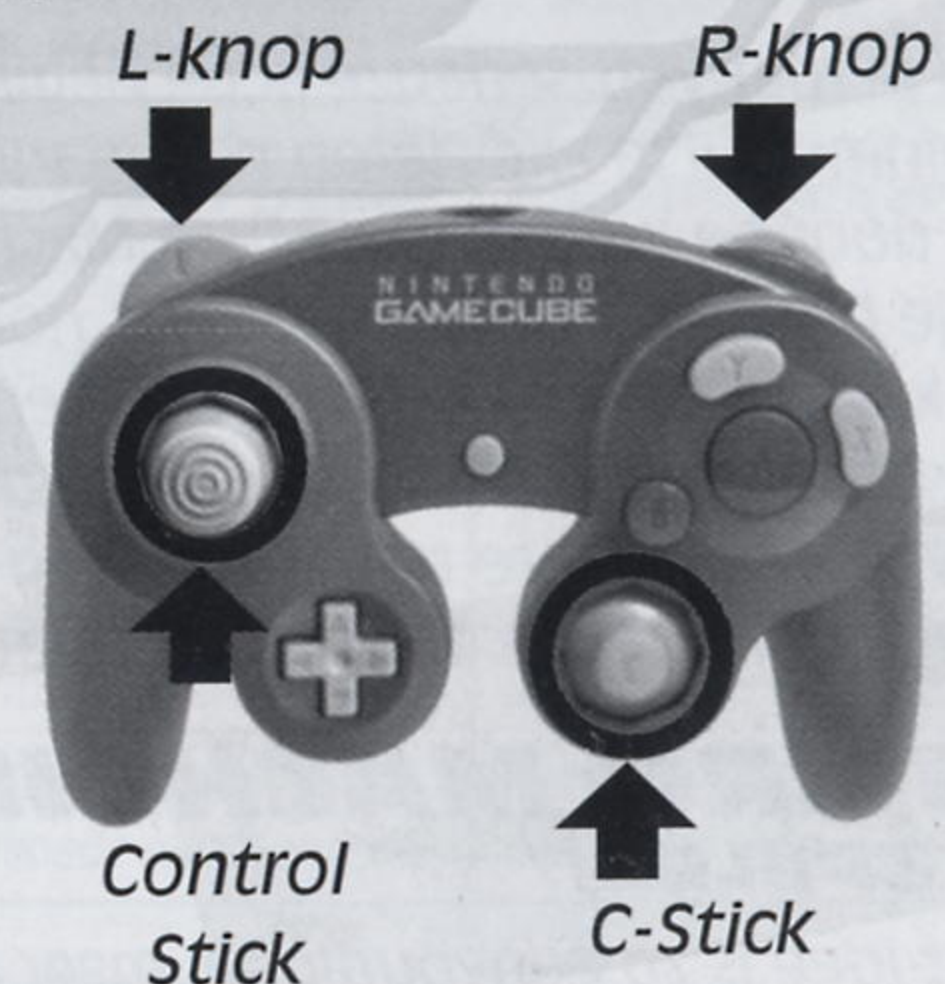 L-knop
R-knop
NINTENDO
GAMECUBE
Y
X
Control
Stick
C-Stick